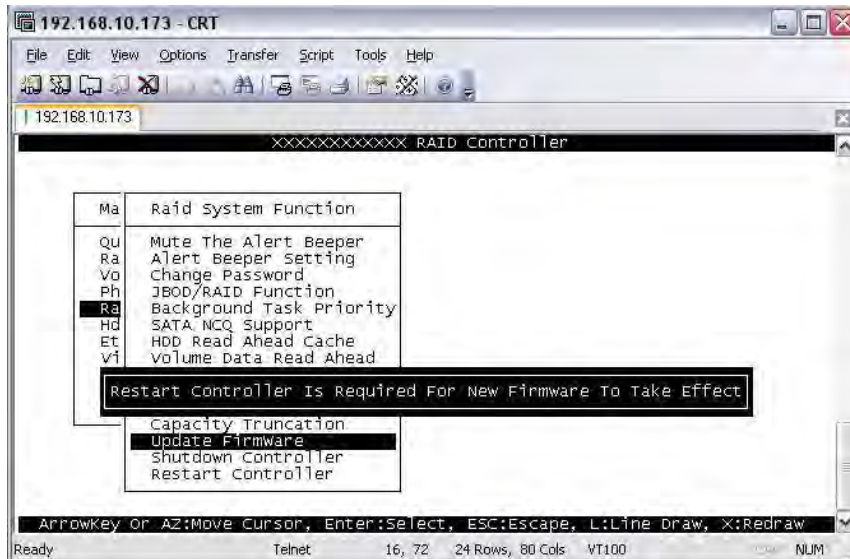 192.168.10.173 - CRT
File Edit View Options Transfer Script Tools Help
192.168.10.173
XXXXXXXXXXXX RAID Controller
Ma
Raid System Function
Qu
Mute The Alert Beeper
Ra
Alert Beeper Setting
Vo
Change Password
Ph
JBOD/RAID Function
Ra
Background Task Priority
Hd
SATA NCQ Support
Et
HDD Read Ahead Cache
Vi
Volume Data Read Ahead
Restart Controller Is Required For New Firmware To Take Effect
Capacity Truncation
Update Firmware
Shutdown Controller
Restart Controller
ArrowKey Or AZ:Move Cursor, Enter:Select, ESC:Escape, L:Line Draw, X:Redraw
Ready Telnet 16, 72 24 Rows, 80 Cols VT100 NUM